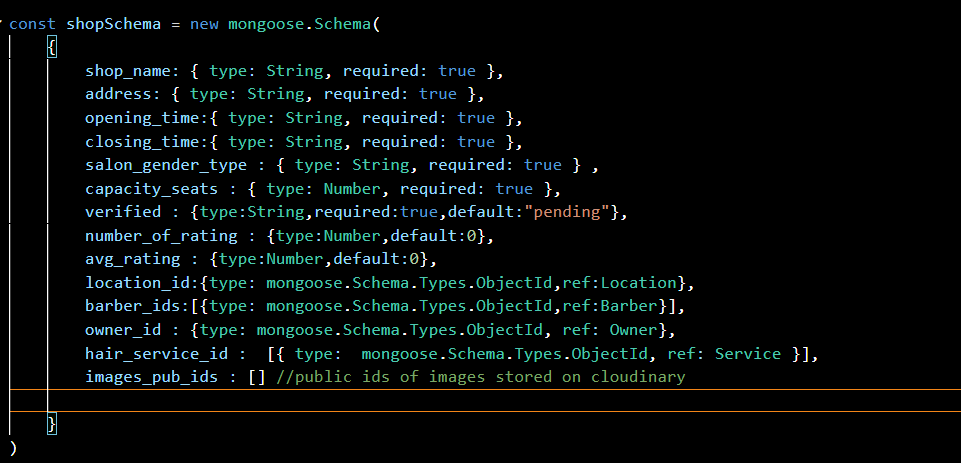 const shopSchema = new mongoose.Schema(
{
shop_name: { type: String, required: true },
address: { type: String, required: true },
opening_time:{ type: String, required: true },
closing_time:{ type: String, required: true },
salon_gender_type : { type: String, required: true } ,
capacity_seats : { type: Number, required: true },
verified : {type:String,required:true,default:"pending"},
number_of_rating : {type:Number,default:0},
avg_rating : {type:Number,default:0},
location_id:{type: mongoose.Schema.Types.ObjectId,ref:Location},
barber_ids:[{type: mongoose.Schema.Types.ObjectId,ref:Barber}],
owner_id : {type: mongoose.Schema.Types.ObjectId, ref: Owner},
hair_service_id :  [{ type:  mongoose.Schema.Types.ObjectId, ref: Service }],
images_pub_ids : [] //public ids of images stored on cloudinary
}
)